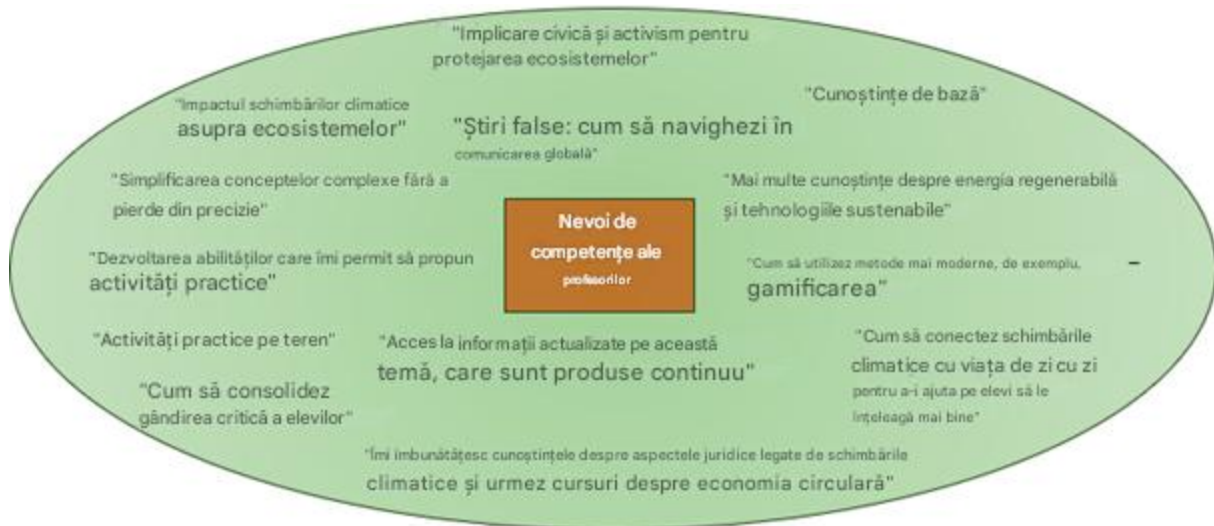 "Implicare civică și activism pentru
protejarea ecosistemelor"
"Cunoștințe de bază"
"Impactul schimbărilor climatice
asupra ecosistemelor"
"Știri false: cum să navighezi în
comunicarea globală"
"Simplificarea conceptelor complexe fără a
pierde din precizie"
"Mai multe cunoștințe despre energia regenerabilă
și tehnologiile sustenabile"
Nevoi de
competențe ale
profesorilor
"Dezvoltarea abilităților care îmi permit să propun
activități practice"
"Cum să utilizez metode mai moderne, de exemplu,
gamificarea"
–
"Activități practice pe teren"
"Acces la informații actualizate pe această
temă, care sunt produse continuu"
"Cum să conectez schimbările
climatice cu viața de zi cu zi
pentru a-i ajuta pe elevi să le
înțeleagă mai bine"
"Cum să consolidez
gândirea critică a elevilor"
"Îmi îmbunătățesc cunoștințele despre aspectele juridice legate de schimbările
climatice și urmez cursuri despre economia circulară"